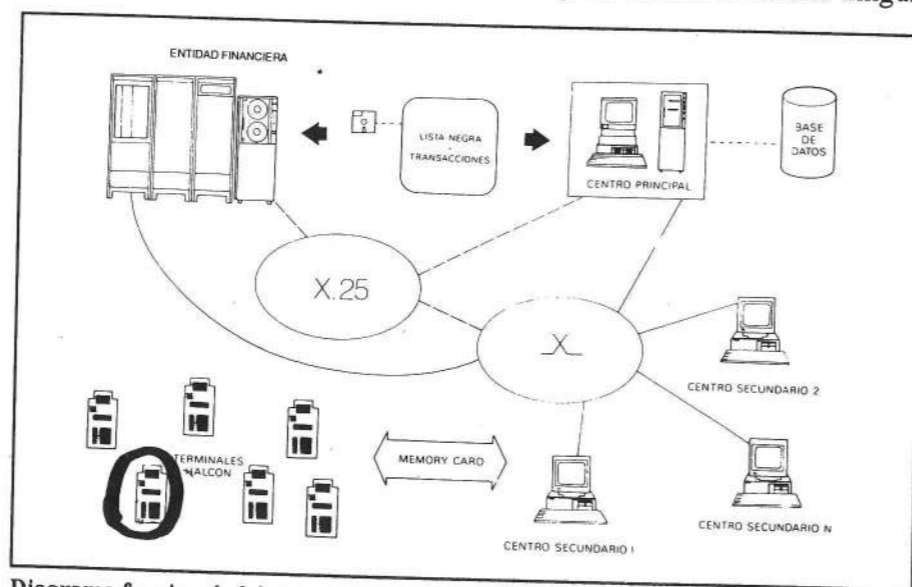 ENTIDAD FINANCIERA
LISTA NEGRA
+
TRANSACCIONES
CENTRO PRINCIPAL
BASE
DE
DATOS
X.25
X
CENTRO SECUNDARIO 2
TERMINALES
HALCON
MEMORY CARD
CENTRO SECUNDARIO 1
CENTRO SECUNDARIO N